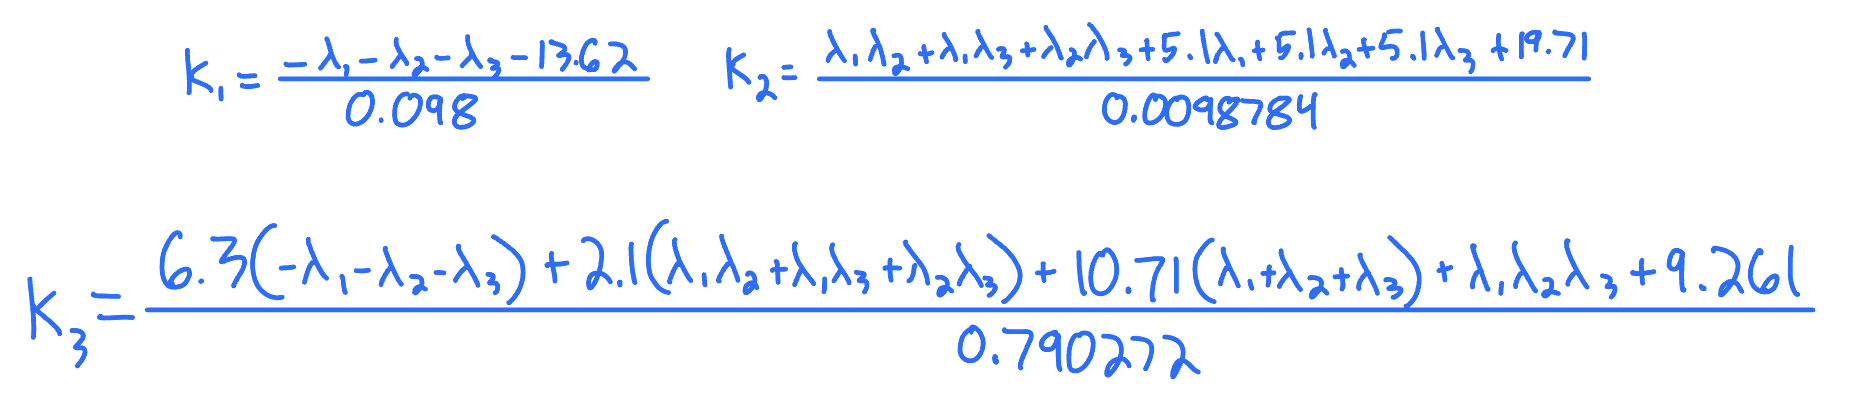 K₁ = (-λ₁ - λ₂ - λ₃ - 13.62) / 0.098    K₂ = (λ₁λ₂ + λ₁λ₃ + λ₂λ₃ + 5.1λ₁ + 5.1λ₂ + 5.1λ₃ + 19.71) / 0.0098784
K₃ = (6.3(-λ₁ - λ₂ - λ₃) + 2.1(λ₁λ₂ + λ₁λ₃ + λ₂λ₃) + 10.71(λ₁ + λ₂ + λ₃) + λ₁λ₂λ₃ + 9.261) / 0.790272